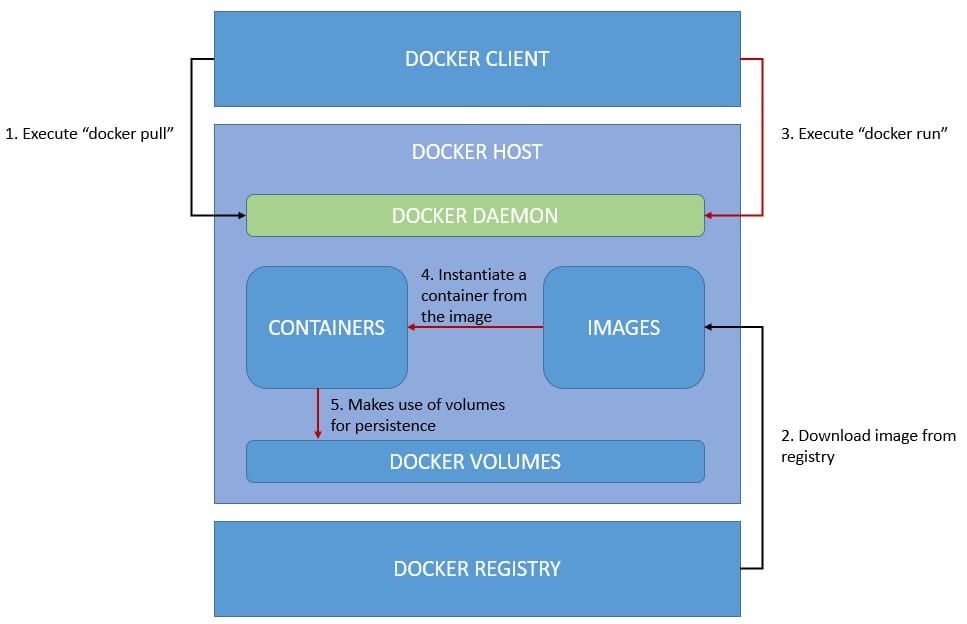 DOCKER CLIENT
1. Execute “docker pull”
3. Execute “docker run”
DOCKER HOST
DOCKER DAEMON
4. Instantiate a
container from
the image
CONTAINERS
IMAGES
5. Makes use of volumes
for persistence
2. Download image from
registry
DOCKER VOLUMES
DOCKER REGISTRY